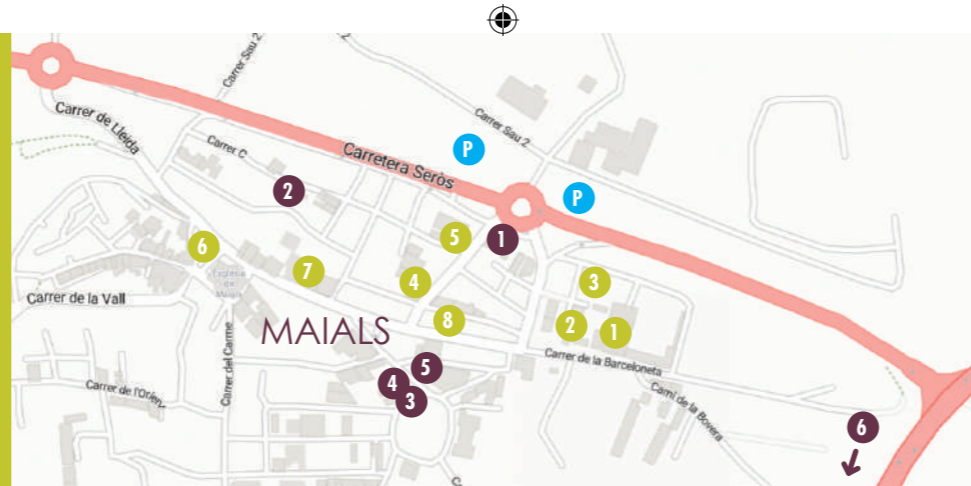 Carrer Sau 2
Carrer de Lleida
Carrer C
Carrer Sau 2
Carretera Seròs
P
P
2
1
5
6
7
4
3
Església
de
Maials
8
2
1
Carrer de la Vall
MAIALS
Carrer del Carme
Carrer de la Barceloneta
5
4
3
Carrer de l'Orien
Camí de la Bovera
6